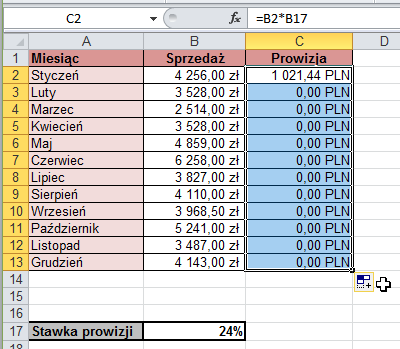 C2 fx =B2*B17
A B C D
1 Miesiąc Sprzedaż Prowizja
2 Styczeń 4 256,00 zł 1 021,44 PLN
3 Luty 3 528,00 zł 0,00 PLN
4 Marzec 2 514,00 zł 0,00 PLN
5 Kwiecień 3 528,00 zł 0,00 PLN
6 Maj 4 859,00 zł 0,00 PLN
7 Czerwiec 6 258,00 zł 0,00 PLN
8 Lipiec 3 827,00 zł 0,00 PLN
9 Sierpień 4 110,00 zł 0,00 PLN
10 Wrzesień 3 968,50 zł 0,00 PLN
11 Październik 5 241,00 zł 0,00 PLN
12 Listopad 3 487,00 zł 0,00 PLN
13 Grudzień 4 143,00 zł 0,00 PLN
14
15
16
17 Stawka prowizji 24%
18